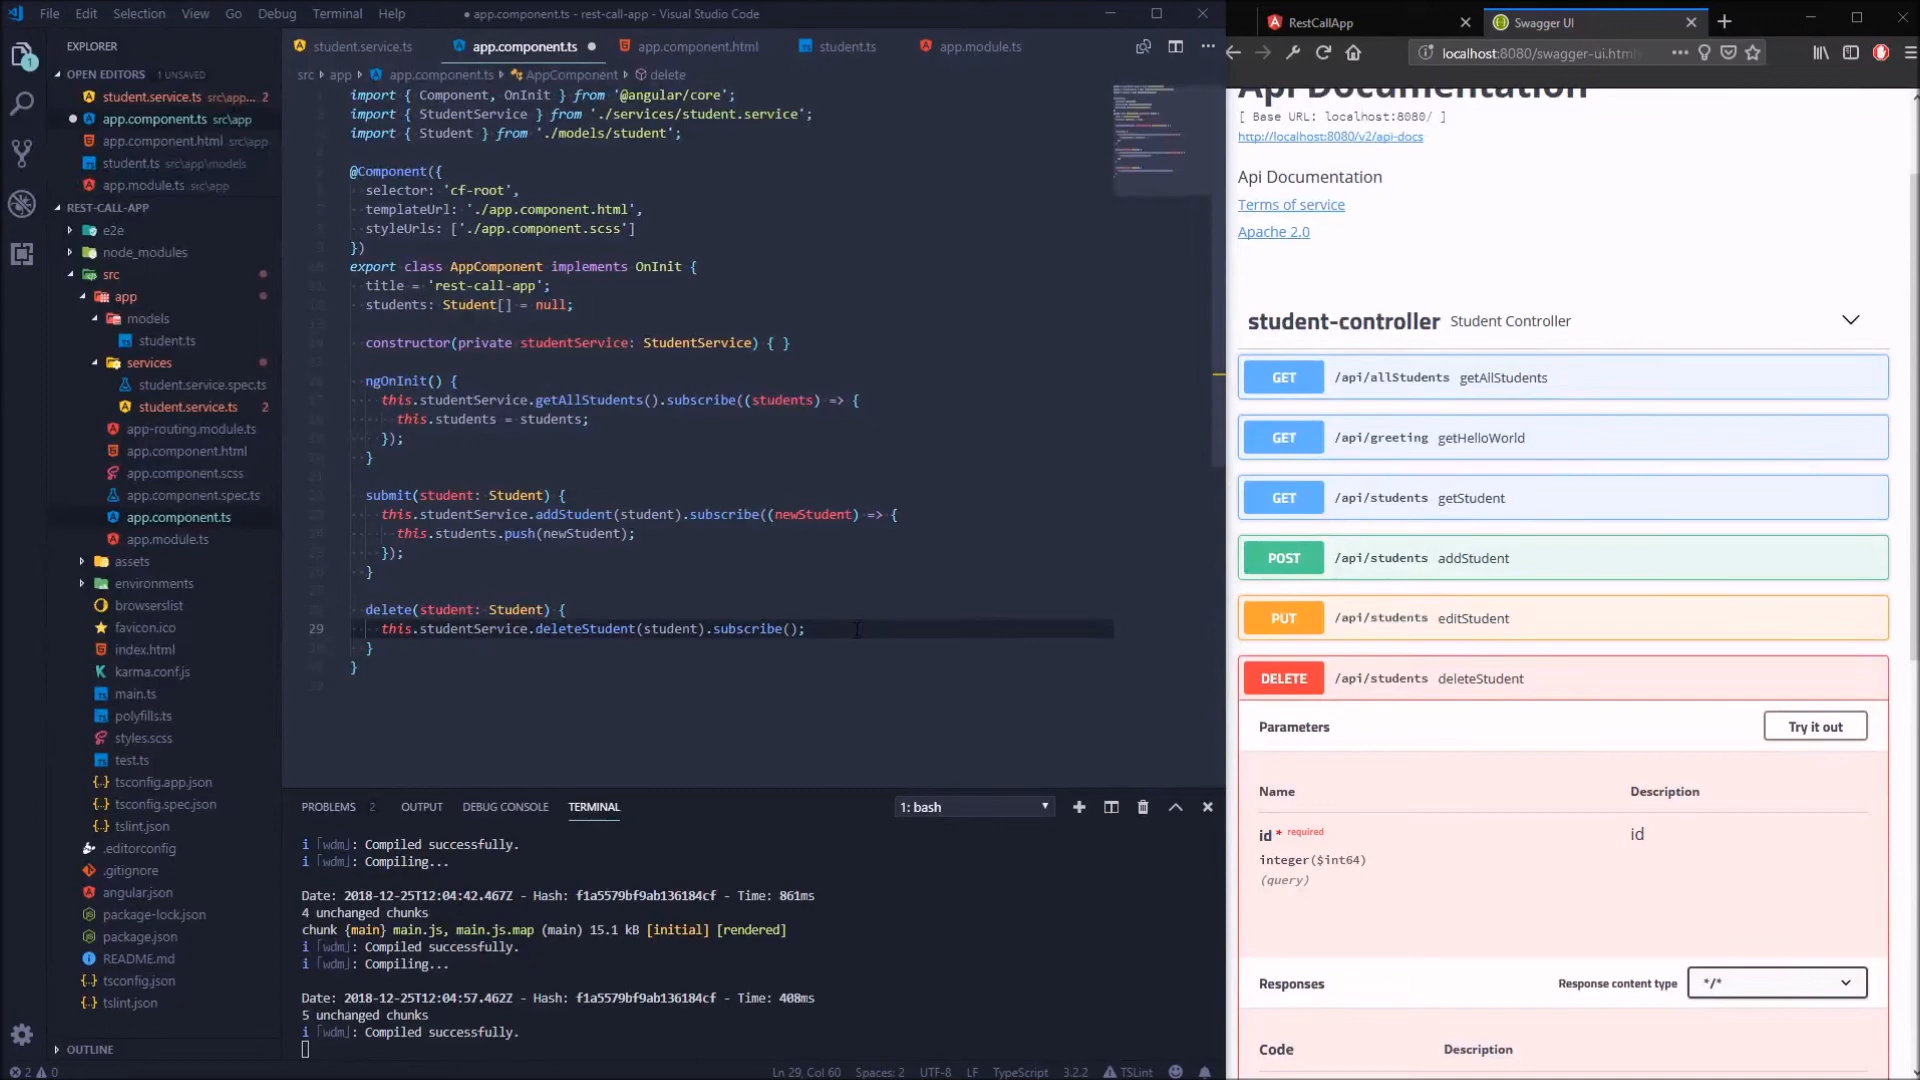 File Edit Selection View Go Debug Terminal Help
● app.component.ts - rest-call-app - Visual Studio Code
EXPLORER
OPEN EDITORS 1 UNSAVED
student.service.ts src\app... 2
app.component.ts src\app
app.component.html src\app
student.ts src\app\models
app.module.ts src\app
REST-CALL-APP
e2e
node_modules
src
app
models
student.ts
services
student.service.spec.ts
student.service.ts 2
app-routing.module.ts
app.component.html
app.component.scss
app.component.spec.ts
app.component.ts
app.module.ts
assets
environments
browserslist
favicon.ico
index.html
karma.conf.js
main.ts
polyfills.ts
styles.scss
test.ts
tsconfig.app.json
tsconfig.spec.json
tslint.json
.editorconfig
.gitignore
angular.json
package-lock.json
package.json
README.md
tsconfig.json
tslint.json
OUTLINE
student.service.ts app.component.ts app.component.html student.ts app.module.ts
src app app.component.ts AppComponent delete
import { Component, OnInit } from '@angular/core';
import { StudentService } from './services/student.service';
import { Student } from './models/student';
@Component({
selector: 'cf-root',
templateUrl: './app.component.html',
styleUrls: ['./app.component.scss']
})
export class AppComponent implements OnInit {
title = 'rest-call-app';
students: Student[] = null;
constructor(private studentService: StudentService) { }
ngOnInit() {
this.studentService.getAllStudents().subscribe((students) => {
this.students = students;
});
}
submit(student: Student) {
this.studentService.addStudent(student).subscribe((newStudent) => {
this.students.push(newStudent);
});
}
delete(student: Student) {
29 this.studentService.deleteStudent(student).subscribe();
}
}
PROBLEMS 2 OUTPUT DEBUG CONSOLE TERMINAL 1: bash
i ｢wdm｣: Compiled successfully.
i ｢wdm｣: Compiling...
Date: 2018-12-25T12:04:42.467Z - Hash: f1a5579bf9ab136184cf - Time: 861ms
4 unchanged chunks
chunk {main} main.js, main.js.map (main) 15.1 kB [initial] [rendered]
i ｢wdm｣: Compiled successfully.
i ｢wdm｣: Compiling...
Date: 2018-12-25T12:04:57.462Z - Hash: f1a5579bf9ab136184cf - Time: 408ms
5 unchanged chunks
i ｢wdm｣: Compiled successfully.
2 0 Ln 29, Col 60 Spaces: 2 UTF-8 LF TypeScript 3.2.2 TSLint
RestCallApp Swagger UI
localhost:8080/swagger-ui.html
Api Documentation
[ Base URL: localhost:8080/ ]
http://localhost:8080/v2/api-docs
Api Documentation
Terms of service
Apache 2.0
student-controller Student Controller
GET /api/allStudents getAllStudents
GET /api/greeting getHelloWorld
GET /api/students getStudent
POST /api/students addStudent
PUT /api/students editStudent
DELETE /api/students deleteStudent
Parameters Try it out
Name Description
id * required id
integer($int64)
(query)
Responses Response content type */*
Code Description